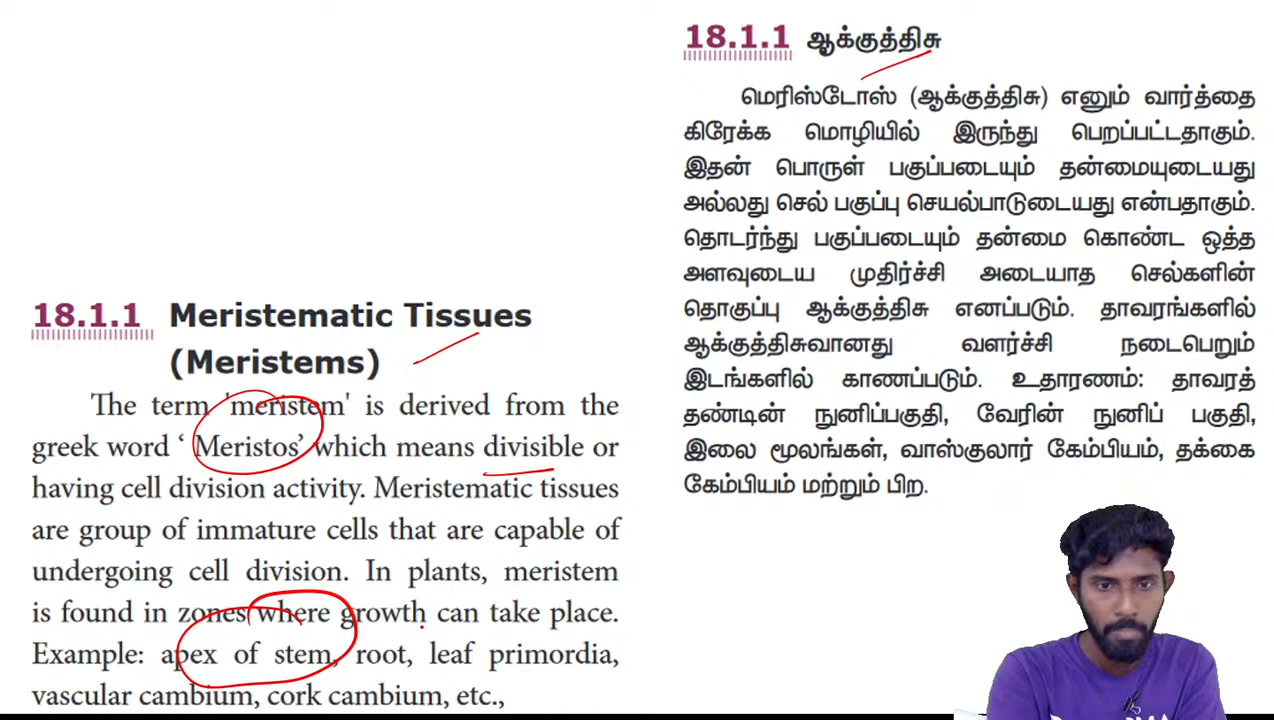 18.1.1 Meristematic Tissues
(Meristems)
The term 'meristem' is derived from the
greek word ‘ Meristos’ which means divisible or
having cell division activity. Meristematic tissues
are group of immature cells that are capable of
undergoing cell division. In plants, meristem
is found in zones where growth can take place.
Example: apex of stem, root, leaf primordia,
vascular cambium, cork cambium, etc.,
18.1.1 ஆக்குத்திசு
மெரிஸ்டோஸ் (ஆக்குத்திசு) எனும் வார்த்தை
கிரேக்க மொழியில் இருந்து பெறப்பட்டதாகும்.
இதன் பொருள் பகுப்படையும் தன்மையுடையது
அல்லது செல் பகுப்பு செயல்பாடுடையது என்பதாகும்.
தொடர்ந்து பகுப்படையும் தன்மை கொண்ட ஒத்த
அளவுடைய முதிர்ச்சி அடையாத செல்களின்
தொகுப்பு ஆக்குத்திசு எனப்படும். தாவரங்களில்
ஆக்குத்திசுவானது வளர்ச்சி நடைபெறும்
இடங்களில் காணப்படும். உதாரணம்: தாவரத்
தண்டின் நுனிப்பகுதி, வேரின் நுனிப் பகுதி,
இலை மூலங்கள், வாஸ்குலார் கேம்பியம், தக்கை
கேம்பியம் மற்றும் பிற.